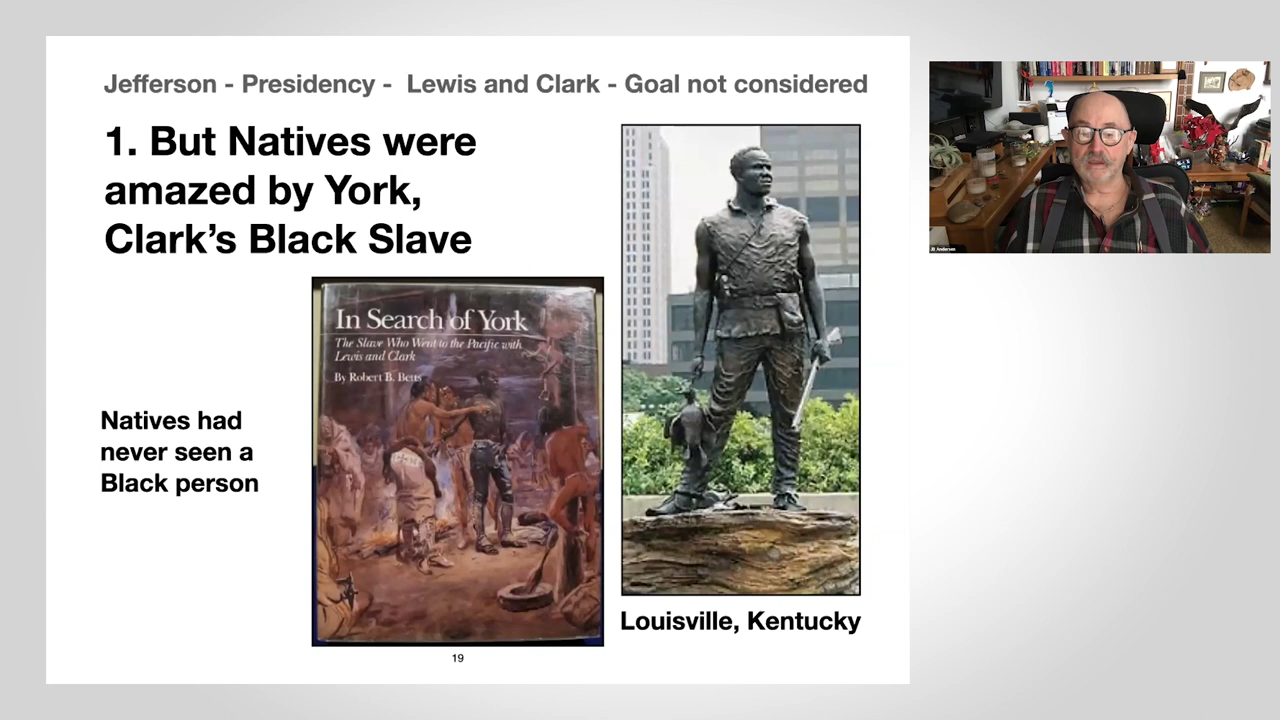 Jefferson - Presidency - Lewis and Clark - Goal not considered
1. But Natives were
amazed by York,
Clark's Black Slave
In Search of York
The Slave Who Went to the Pacific with
Lewis and Clark
By Robert B. Betts
Natives had
never seen a
Black person
Louisville, Kentucky
19
JB Andersen